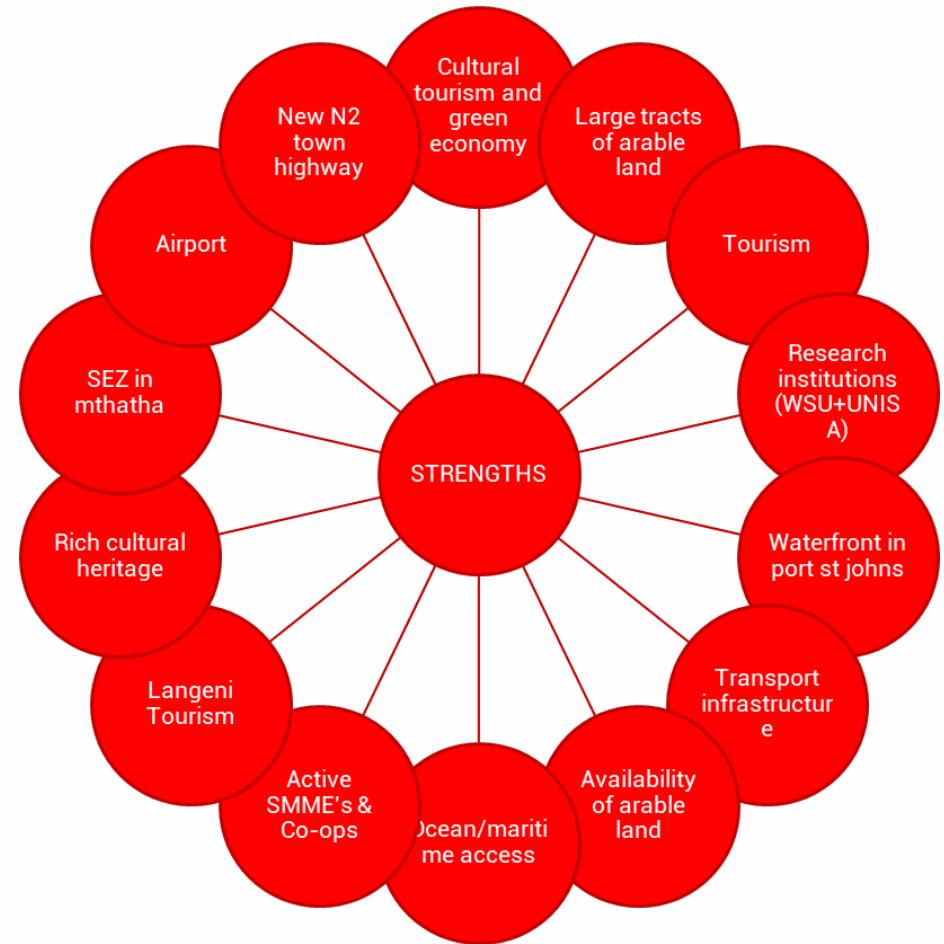 Cultural
tourism and
green
economy
Large tracts
of arable
land
Tourism
Research
institutions
(WSU+UNIS
A)
Waterfront in
port st johns
Transport
infrastructur
e
Availability
of arable
land
Ocean/mariti
me access
Active
SMME's &
Co-ops
Langeni
Tourism
Rich cultural
heritage
SEZ in
mthatha
Airport
New N2
town
highway
STRENGTHS